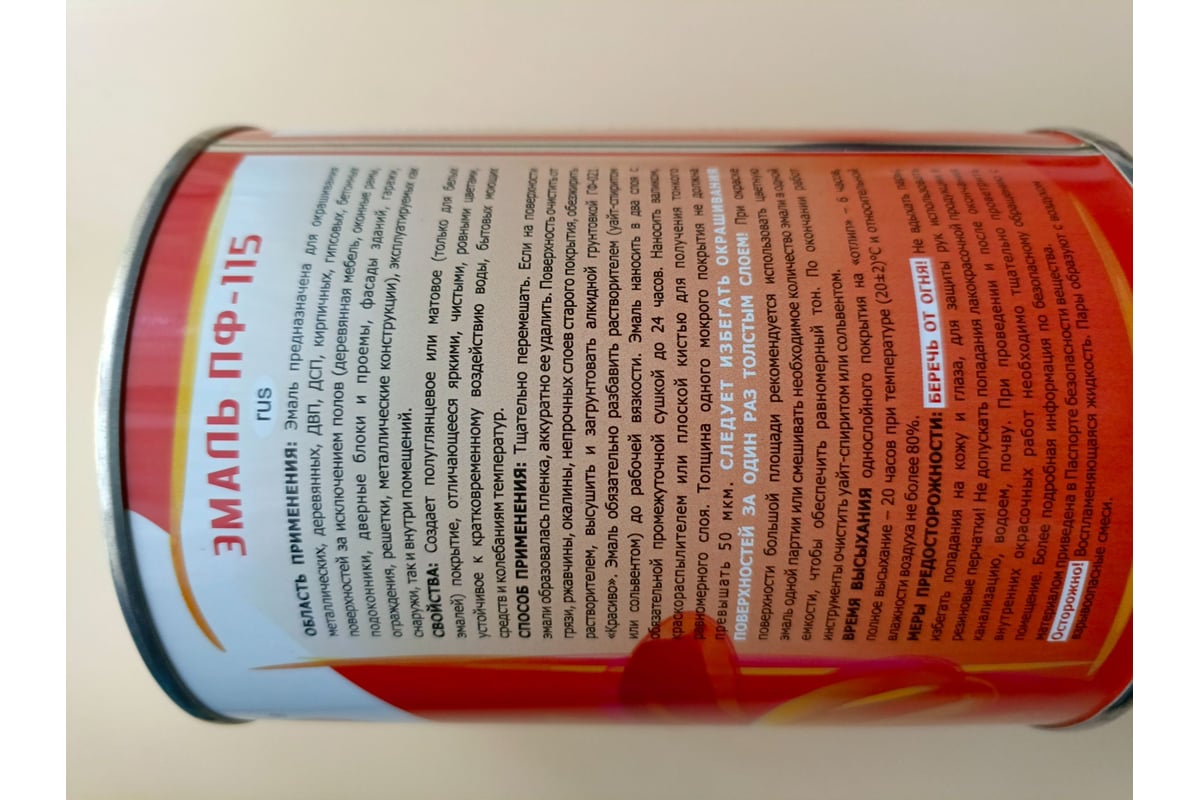 ЭМАЛЬ ПФ-115
rus
ОБЛАСТЬ ПРИМЕНЕНИЯ: Эмаль предназначена для окрашивания
металлических, деревянных, ДВП, ДСП, кирпичных, гипсовых, бетонных
поверхностей за исключением полов (деревянная мебель, оконные рамы,
подоконники, дверные блоки и проемы, фасады зданий, гаражи,
ограждения, решетки, металлические конструкции), эксплуатируемых как
снаружи, так и внутри помещений.
СВОЙСТВА: Создает полуглянцевое или матовое (только для белых
эмалей) покрытие, отличающееся яркими, чистыми, ровными цветами,
устойчивое к кратковременному воздействию воды, бытовых моющих
средств и колебаниям температур.
СПОСОБ ПРИМЕНЕНИЯ: Тщательно перемешать. Если на поверхности
эмали образовалась пленка, аккуратно ее удалить. Поверхность очистить от
грязи, ржавчины, окалины, непрочных слоев старого покрытия, обезжирить
растворителем, высушить и загрунтовать алкидной грунтовкой ГФ-021
«Красиво». Эмаль обязательно разбавить растворителем (уайт-спиритом
или сольвентом) до рабочей вязкости. Эмаль наносить в два слоя с
обязательной промежуточной сушкой до 24 часов. Наносить валиком,
краскораспылителем или плоской кистью для получения тонкого
равномерного слоя. Толщина одного мокрого покрытия не должна
превышать 50 мкм. СЛЕДУЕТ ИЗБЕГАТЬ ОКРАШИВАНИЯ
ПОВЕРХНОСТЕЙ ЗА ОДИН РАЗ ТОЛСТЫМ СЛОЕМ! При окраске
поверхности большой площади рекомендуется использовать цветную
эмаль одной партии или смешивать необходимое количество эмали в одной
емкости, чтобы обеспечить равномерный тон. По окончании работ
инструменты очистить уайт-спиритом или сольвентом.
ВРЕМЯ ВЫСЫХАНИЯ однослойного покрытия на «отлип» – 6 часов,
полное высыхание – 20 часов при температуре (20±2)°С и относительной
влажности воздуха не более 80%.
МЕРЫ ПРЕДОСТОРОЖНОСТИ: БЕРЕЧЬ ОТ ОГНЯ! Не вдыхать пары,
избегать попадания на кожу и глаза, для защиты рук использовать
резиновые перчатки! Не допускать попадания лакокрасочной продукции в
канализацию, водоем, почву. При проведении и после окончания
внутренних окрасочных работ необходимо тщательно проветрить
помещение. Более подробная информация по безопасному обращению с
материалом приведена в Паспорте безопасности вещества.
Осторожно! Воспламеняющаяся жидкость. Пары образуют с воздухом
взрывоопасные смеси.